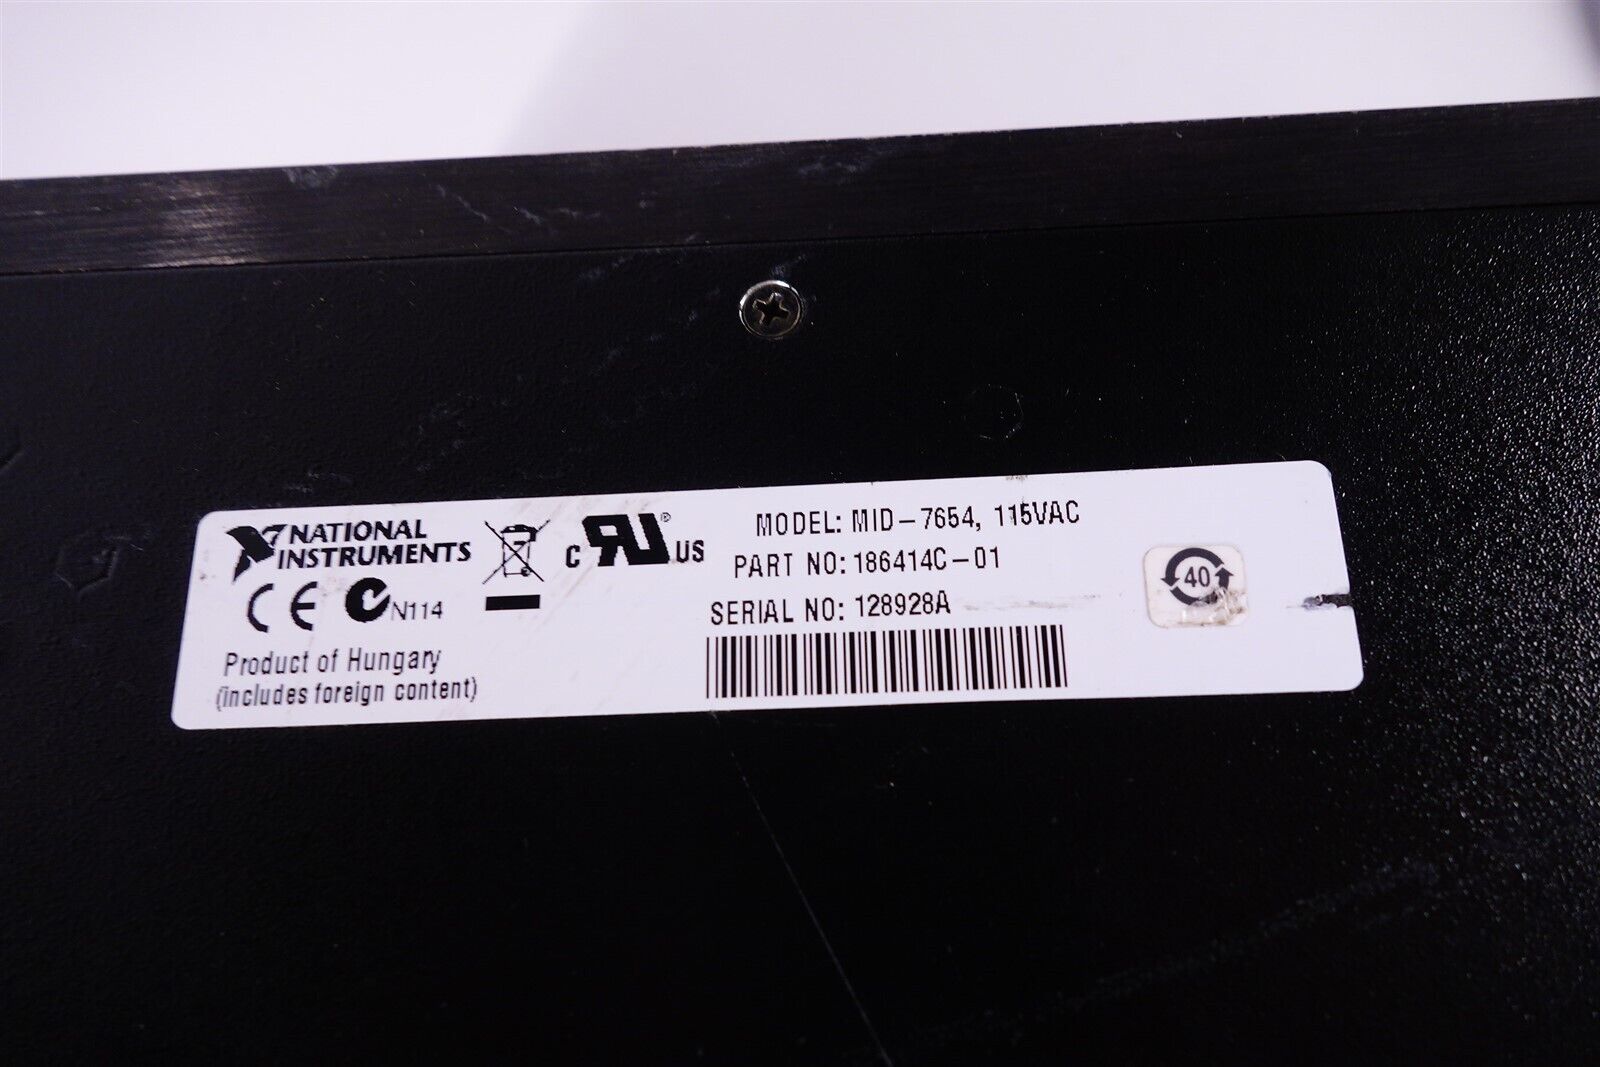 NATIONAL
INSTRUMENTS
CE N114
C RU® US
Product of Hungary
(includes foreign content)
MODEL: MID-7654, 115VAC
PART NO: 186414C-01
SERIAL NO: 128928A
40